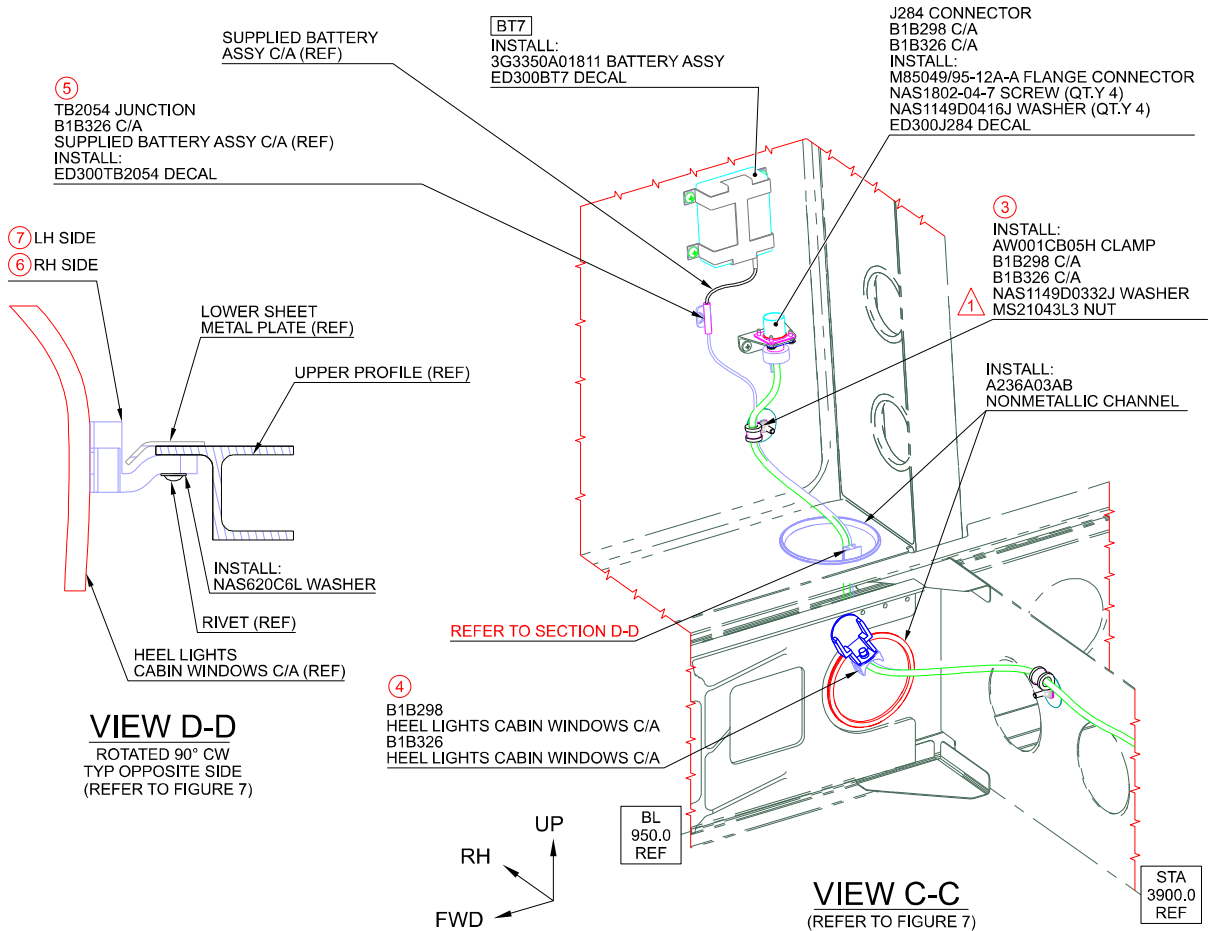 SUPPLIED BATTERY
ASSY C/A (REF)
BT7
INSTALL:
3G3350A01811 BATTERY ASSY
ED300BT7 DECAL
J284 CONNECTOR
B1B298 C/A
B1B326 C/A
INSTALL:
M85049/95-12A-A FLANGE CONNECTOR
NAS1802-04-7 SCREW (QT.Y 4)
NAS1149D0416J WASHER (QT.Y 4)
ED300J284 DECAL
5
TB2054 JUNCTION
B1B326 C/A
SUPPLIED BATTERY ASSY C/A (REF)
INSTALL:
ED300TB2054 DECAL
3
INSTALL:
AW001CB05H CLAMP
B1B298 C/A
B1B326 C/A
NAS1149D0332J WASHER
MS21043L3 NUT
1
7 LH SIDE
6 RH SIDE
LOWER SHEET
METAL PLATE (REF)
UPPER PROFILE (REF)
INSTALL:
A236A03AB
NONMETALLIC CHANNEL
INSTALL:
NAS620C6L WASHER
RIVET (REF)
HEEL LIGHTS
CABIN WINDOWS C/A (REF)
REFER TO SECTION D-D
4
B1B298
HEEL LIGHTS CABIN WINDOWS C/A
B1B326
HEEL LIGHTS CABIN WINDOWS C/A
VIEW D-D
ROTATED 90° CW
TYP OPPOSITE SIDE
(REFER TO FIGURE 7)
BL
950.0
REF
UP
RH
FWD
VIEW C-C
(REFER TO FIGURE 7)
STA
3900.0
REF